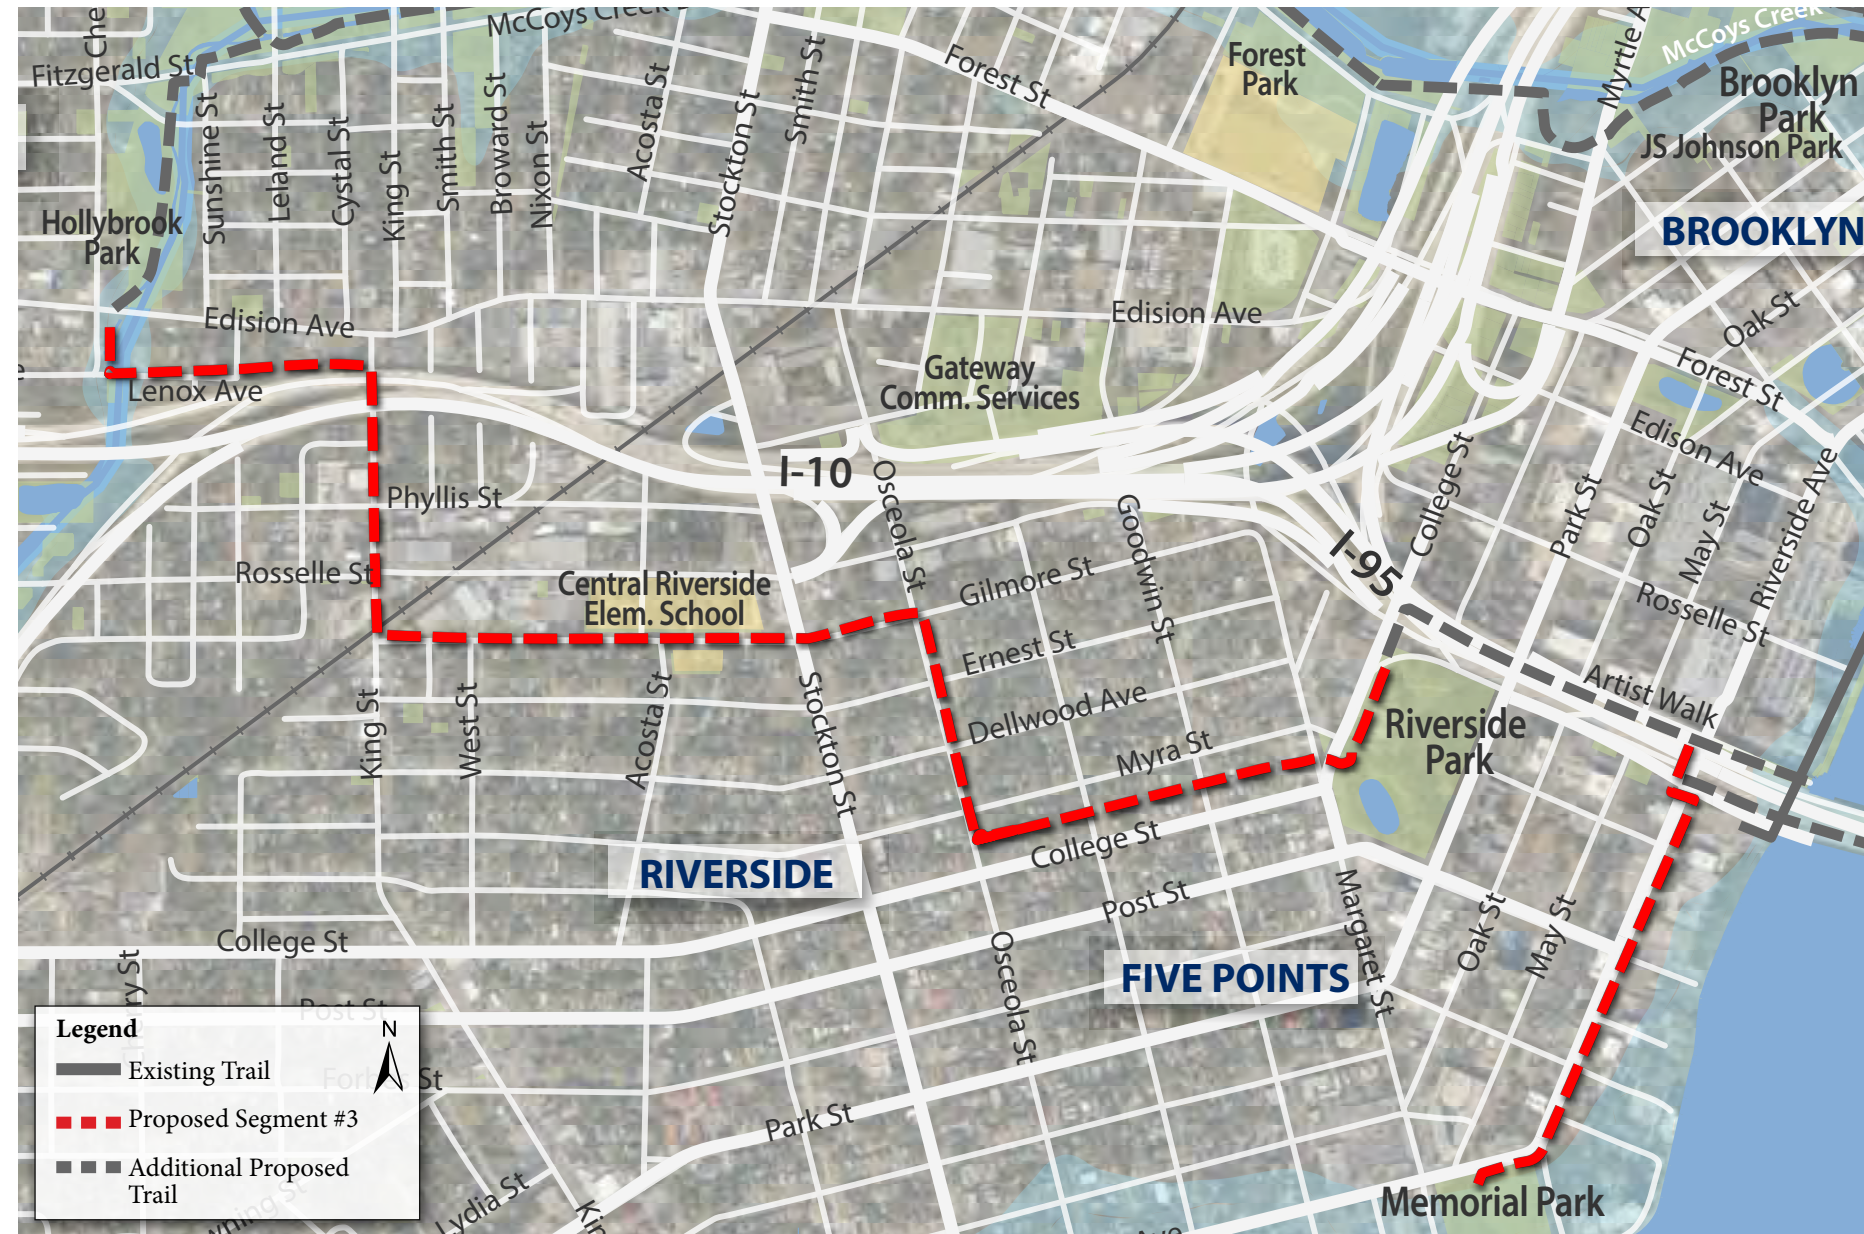 Che
McCoys Creek
Fitzgerald St
Sunshine St
Leland St
Cystal St
King St
Smith St
Broward St
Nixon St
Acosta St
Stockton St
Smith St
Forest St
Forest
Park
Myrtle A
McCoys Creek
Brooklyn
Park
JS Johnson Park
BROOKLYN
Hollybrook
Park
Edision Ave
Lenox Ave
Edision Ave
Gateway
Comm. Services
Oak St
Forest St
Edison Ave
I-10
Osceola St
Goodwin St
I-95
College St
Park St
Oak St
May St
Riverside Ave
Phyllis St
Rosselle St
Central Riverside
Elem. School
Gilmore St
Ernest St
Dellwood Ave
Myra St
College St
Post St
Rosselle St
Artist Walk
Riverside
Park
King St
West St
Acosta St
Stockton St
RIVERSIDE
FIVE POINTS
Margaret St
Oak St
May St
Osceola St
College St
Post St
Park St
Lydia St
Memorial Park
Legend
N
Existing Trail
Proposed Segment #3
Additional Proposed
Trail